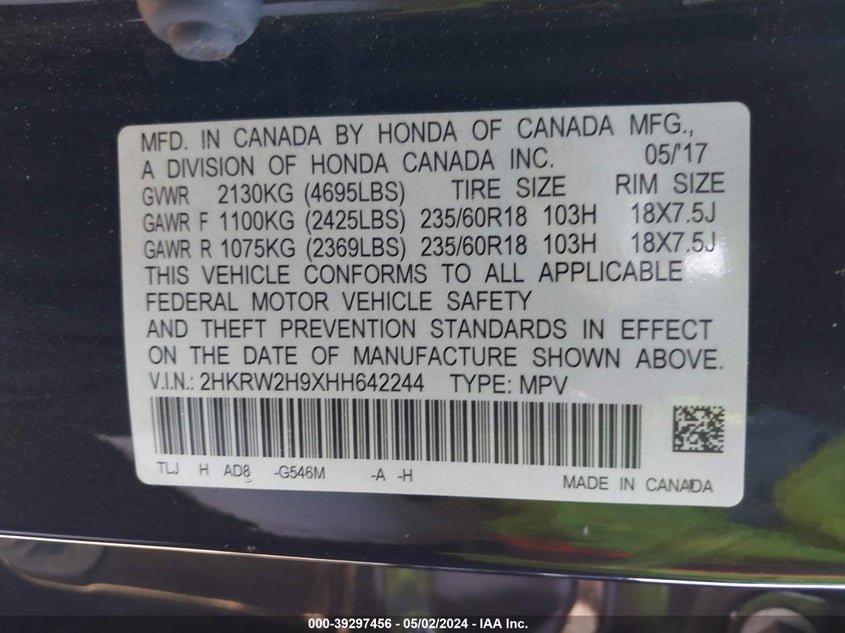 MFD. IN CANADA BY HONDA OF CANADA MFG.,
A DIVISION OF HONDA CANADA INC. 05/'17
GVWR 2130KG (4695LBS) TIRE SIZE RIM SIZE
GAWR F 1100KG (2425LBS) 235/60R18 103H 18X7.5J
GAWR R 1075KG (2369LBS) 235/60R18 103H 18X7.5J
THIS VEHICLE CONFORMS TO ALL APPLICABLE
FEDERAL MOTOR VEHICLE SAFETY
AND THEFT PREVENTION STANDARDS IN EFFECT
ON THE DATE OF MANUFACTURE SHOWN ABOVE.
V.I.N.: 2HKRW2H9XHH642244 TYPE: MPV
TLJ H AD8 -G546M -A -H
MADE IN CANADA
000-39297456 - 05/02/2024 - IAA Inc.